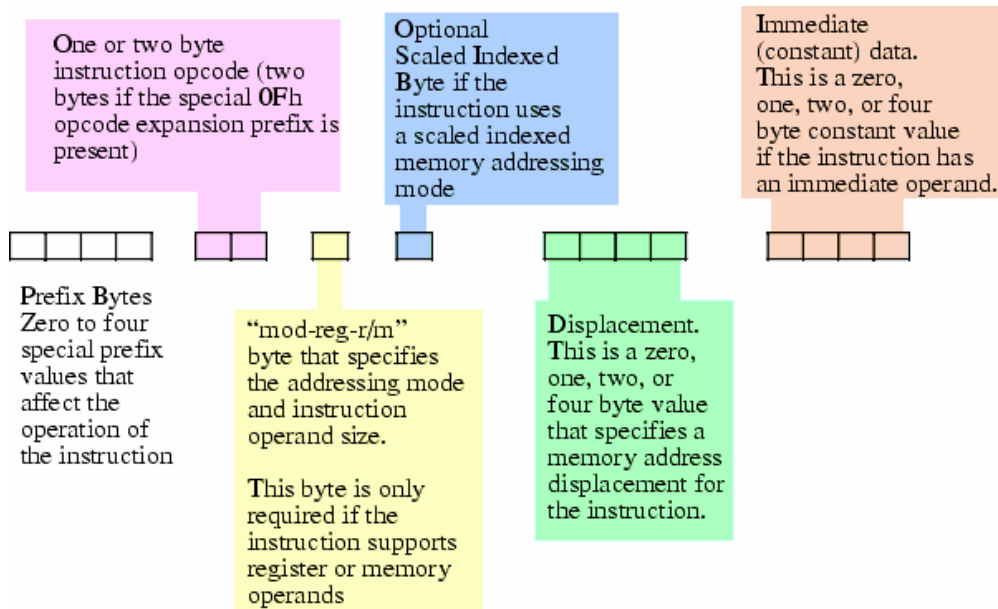 One or two byte
instruction opcode (two
bytes if the special 0Fh
opcode expansion prefix is
present)
Optional
Scaled Indexed
Byte if the
instruction uses
a scaled indexed
memory addressing
mode
Immediate
(constant) data.
This is a zero,
one, two, or four
byte constant value
if the instruction has
an immediate operand.
Prefix Bytes
Zero to four
special prefix
values that
affect the
operation of
the instruction
“mod-reg-r/m”
byte that specifies
the addressing mode
and instruction
operand size.
This byte is only
required if the
instruction supports
register or memory
operands
Displacement.
This is a zero,
one, two, or
four byte value
that specifies a
memory address
displacement for
the instruction.